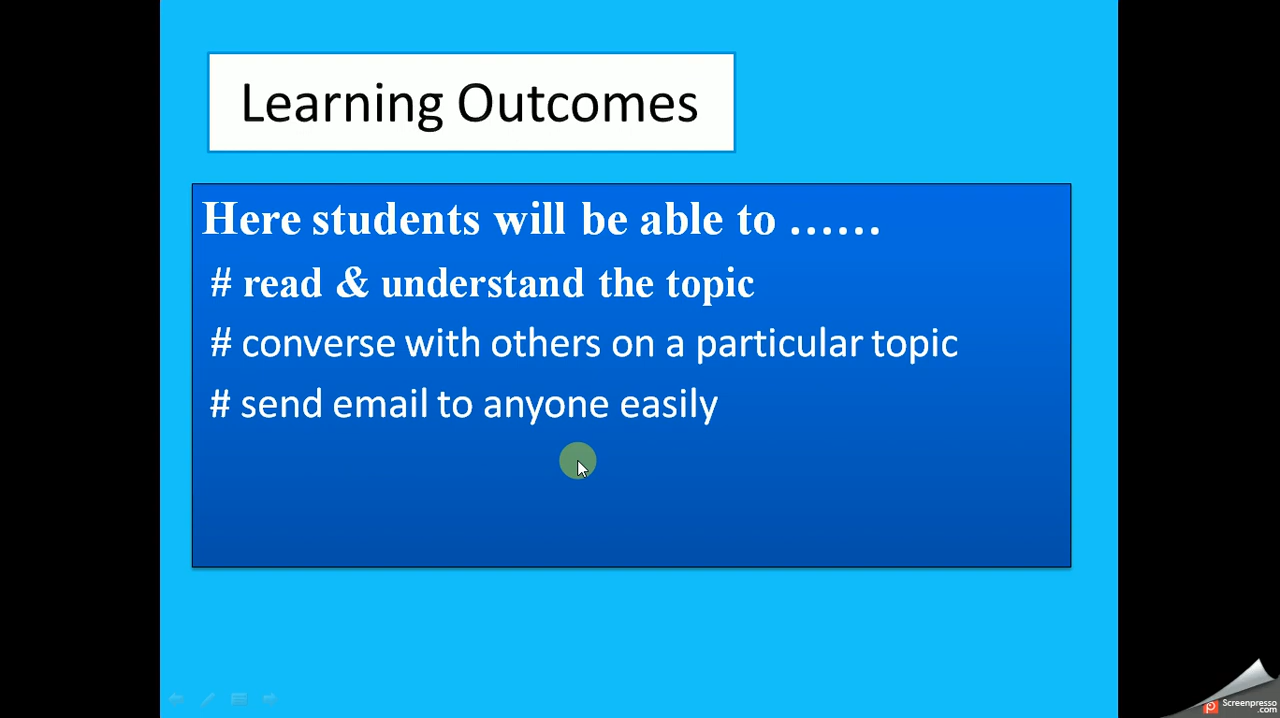 Learning Outcomes
Here students will be able to ……
# read & understand the topic
# converse with others on a particular topic
# send email to anyone easily
Screenpresso
.com